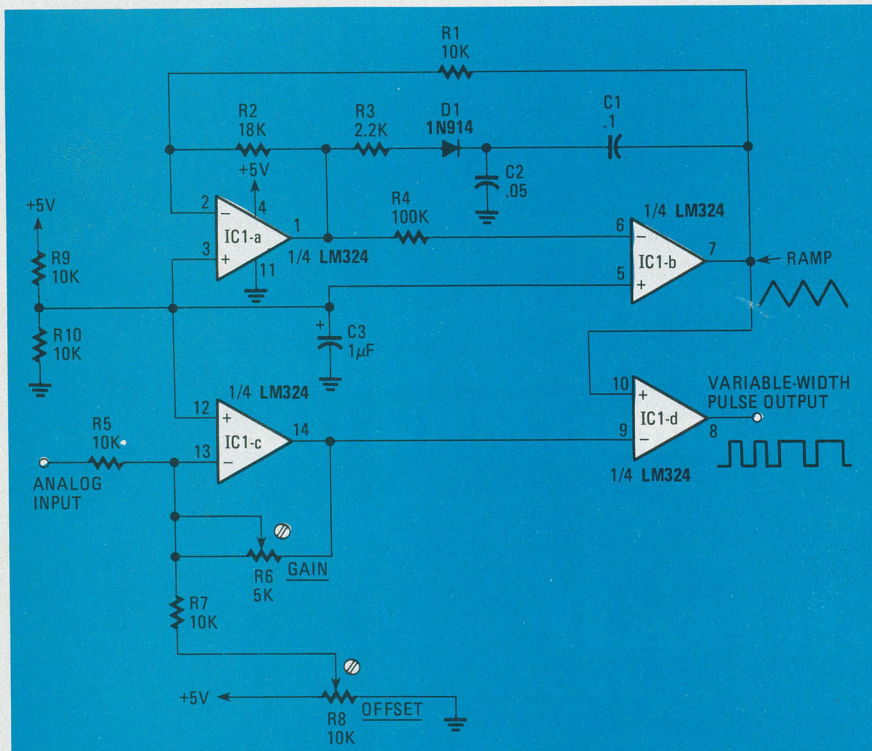 R1
10K
R2
18K
R3
2.2K
D1
1N914
C1
.1
+5V
C2
.05
2
-
4
1
3
+
IC1-a
11
1/4 LM324
R4
100K
1/4 LM324
6
-
IC1-b
7
5
+
RAMP
+5V
R9
10K
R10
10K
+
C3
1μF
1/4 LM324
12
+
IC1-c
14
13
-
R5
10K
ANALOG
INPUT
10
+
IC1-d
9
-
8
1/4 LM324
VARIABLE-WIDTH
PULSE OUTPUT
R6
5K
GAIN
R7
10K
+5V
R8
10K
OFFSET